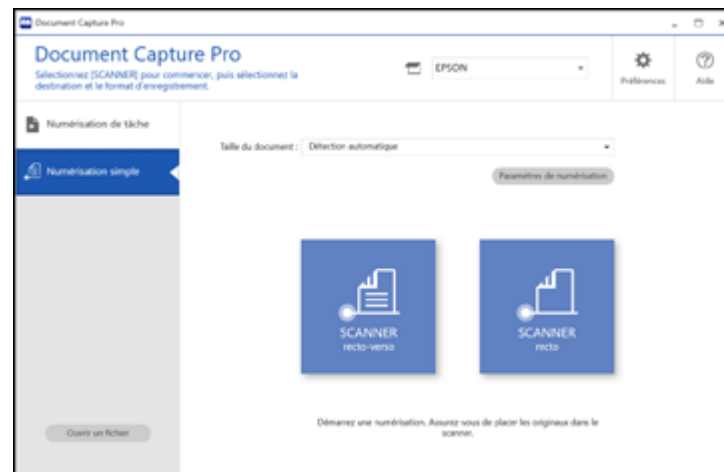 Document Capture Pro
Document Capture Pro
Sélectionnez [SCANNER] pour commencer, puis sélectionnez la
destination et le format d'enregistrement.
EPSON
Préférences
Aide
Numérisation de tâche
Numérisation simple
Taille du document :
Détection automatique
Paramètres de numérisation
SCANNER
recto-verso
SCANNER
recto
Démarrez une numérisation. Assurez-vous de placer les originaux dans le
scanner.
Ouvrir un fichier